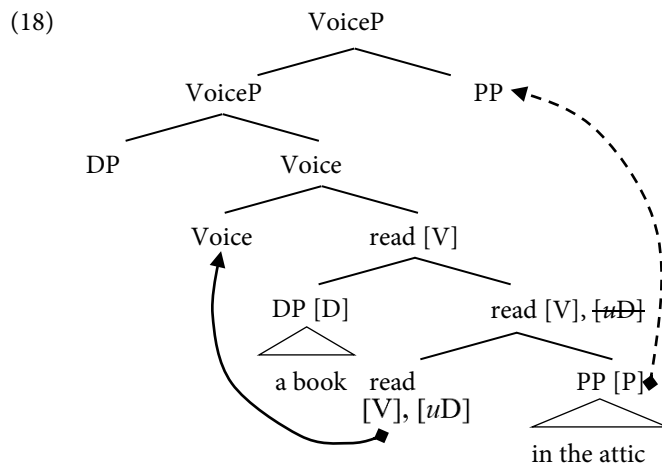 (18)
VoiceP
VoiceP PP
DP Voice
Voice read [V]
DP [D] read [V], [uD]
a book read PP [P]
[V], [uD]
in the attic